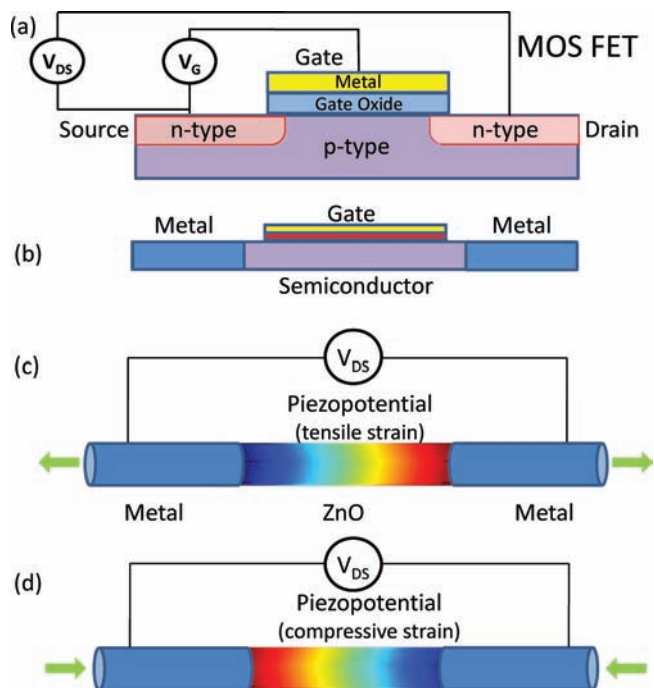 (a)
V_DS
V_G
Gate
MOS FET
Metal
Gate Oxide
Source
n-type
n-type
Drain
p-type
Metal
Gate
Metal
(b)
Semiconductor
(c)
V_DS
Piezopotential
(tensile strain)
Metal
ZnO
Metal
(d)
V_DS
Piezopotential
(compressive strain)